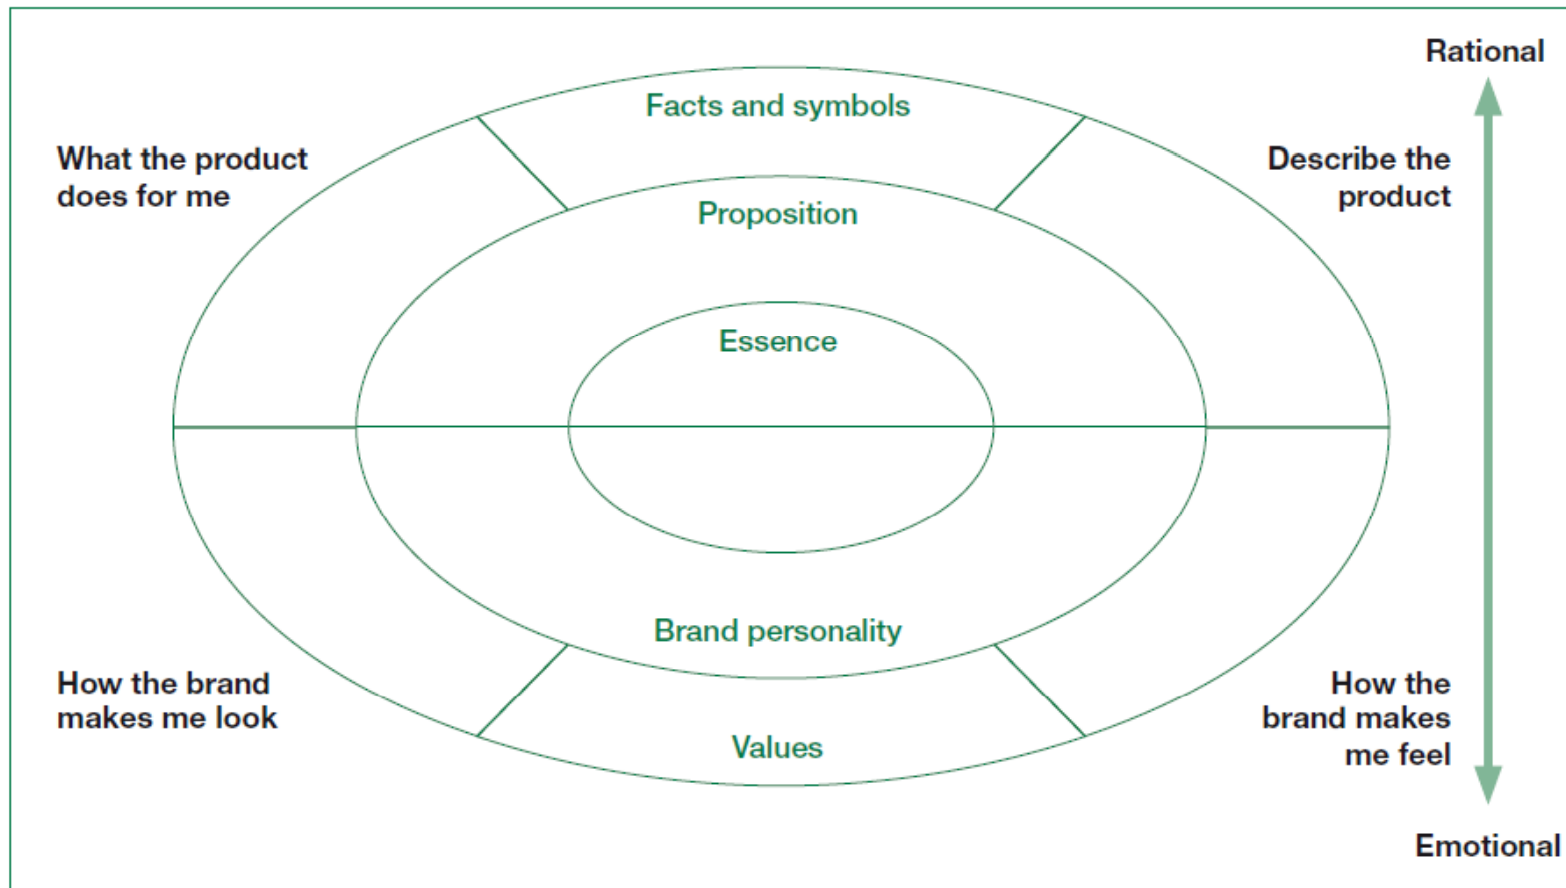 Rational
Facts and symbols
What the product
does for me
Describe the
product
Proposition
Essence
Brand personality
How the brand
makes me look
How the
brand makes
me feel
Values
Emotional